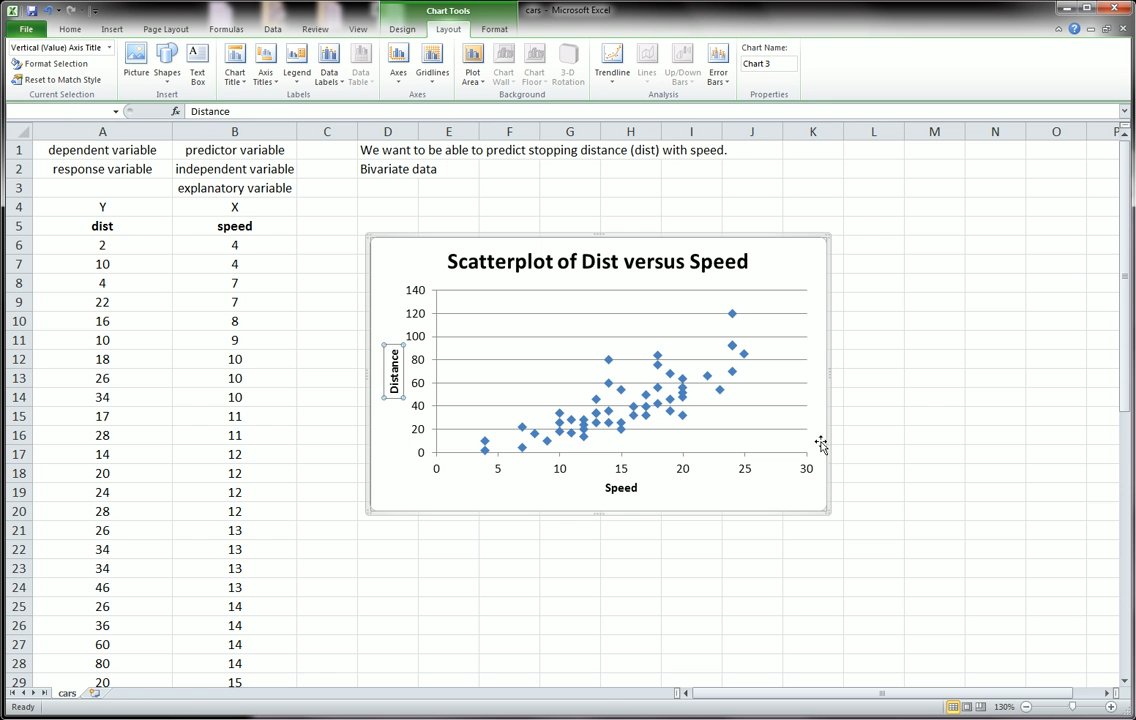 Chart Tools
cars - Microsoft Excel
File Home Insert Page Layout Formulas Data Review View Design Layout Format
Vertical (Value) Axis Title
Format Selection
Reset to Match Style
Current Selection
Picture Shapes Text Box
Insert
Chart Title Axis Titles Legend Data Labels Data Table
Labels
Axes Gridlines
Axes
Plot Area Chart Wall Chart Floor 3-D Rotation
Background
Trendline Lines Up/Down Bars Error Bars
Analysis
Chart Name:
Chart 3
Properties
fx Distance
A B C D E F G H I J K L M N O P
1 dependent variable predictor variable We want to be able to predict stopping distance (dist) with speed.
2 response variable independent variable Bivariate data
3 explanatory variable
4 Y X
5 dist speed
6 2 4
7 10 4
8 4 7
9 22 7
10 16 8
11 10 9
12 18 10
13 26 10
14 34 10
15 17 11
16 28 11
17 14 12
18 20 12
19 24 12
20 28 12
21 26 13
22 34 13
23 34 13
24 46 13
25 26 14
26 36 14
27 60 14
28 80 14
29 20 15
Scatterplot of Dist versus Speed
140
120
100
80
60
40
20
0
Distance
0 5 10 15 20 25 30
Speed
cars
Ready
130%